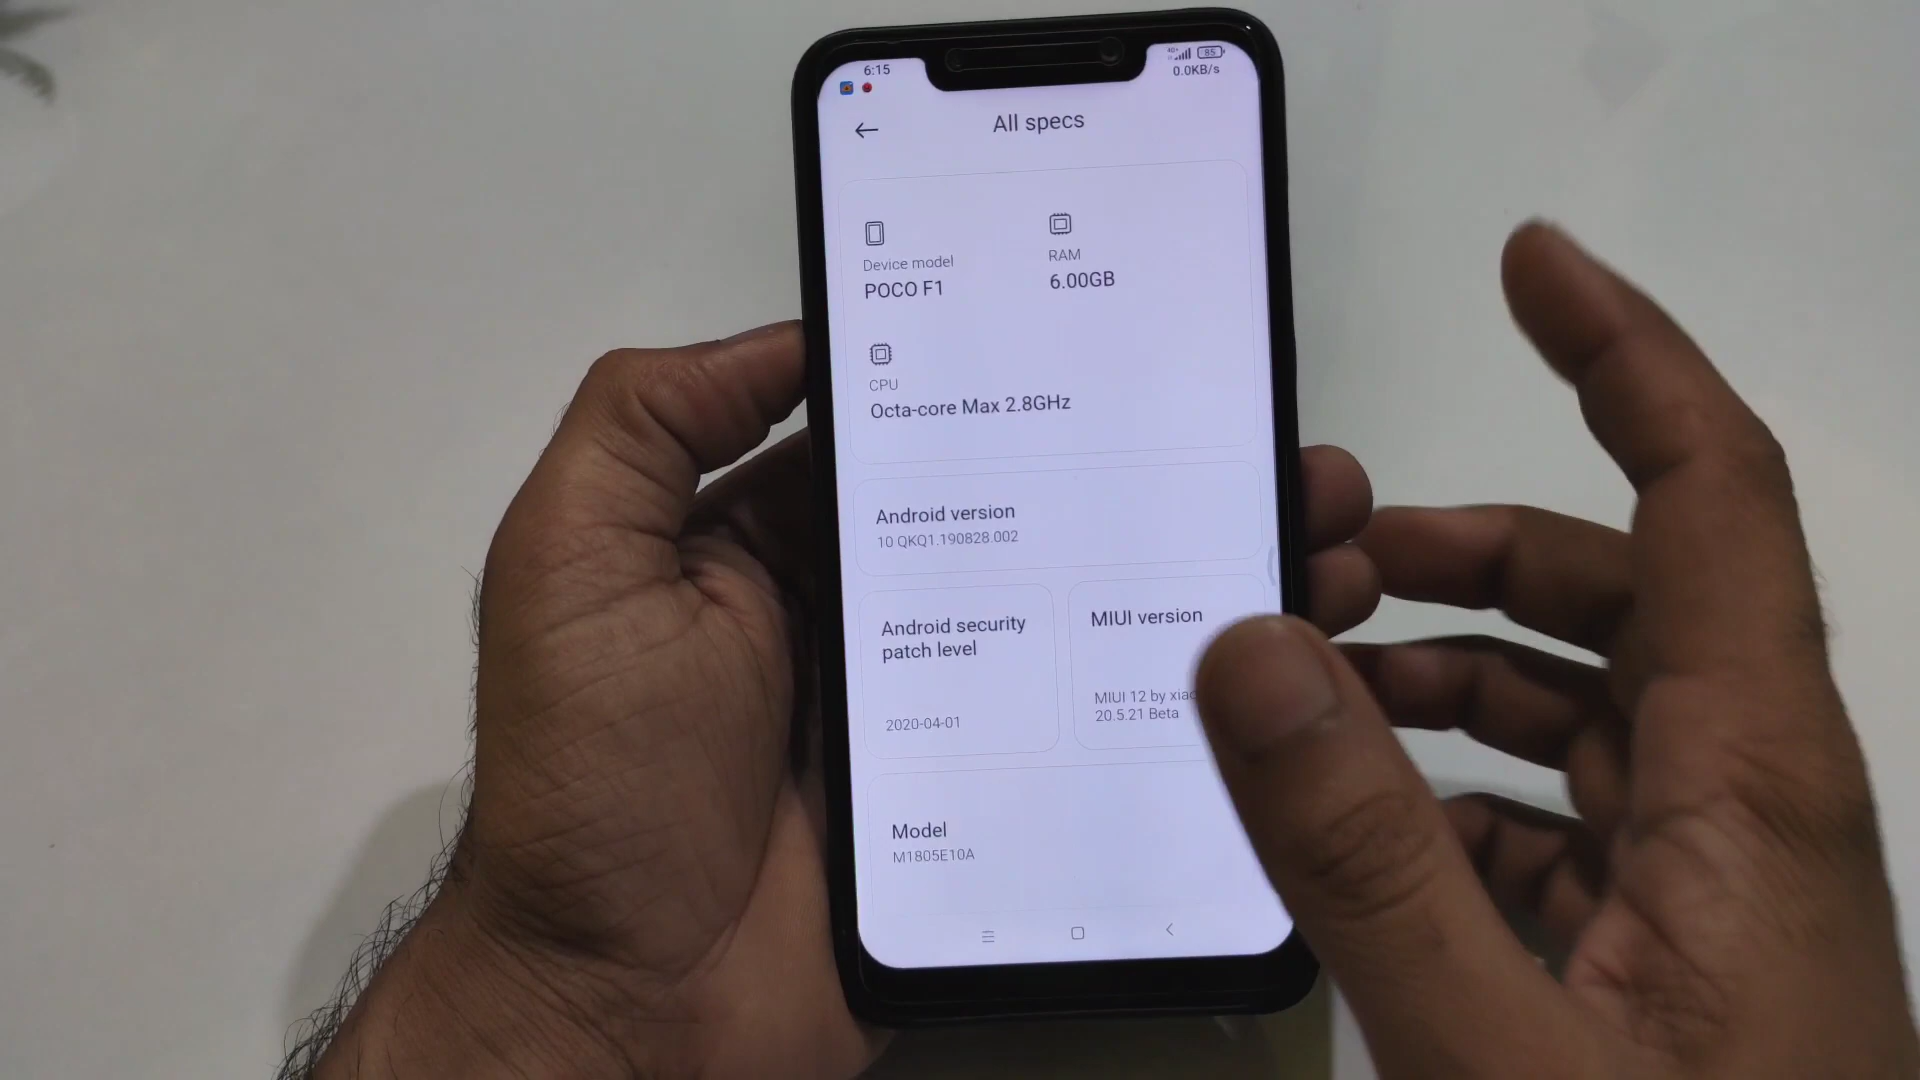 6:15
4G+
85
0.0KB/s
All specs
Device model
POCO F1
RAM
6.00GB
CPU
Octa-core Max 2.8GHz
Android version
10 QKQ1.190828.002
Android security
patch level
2020-04-01
MIUI version
MIUI 12 by
20.5.21 Beta
Model
M1805E10A